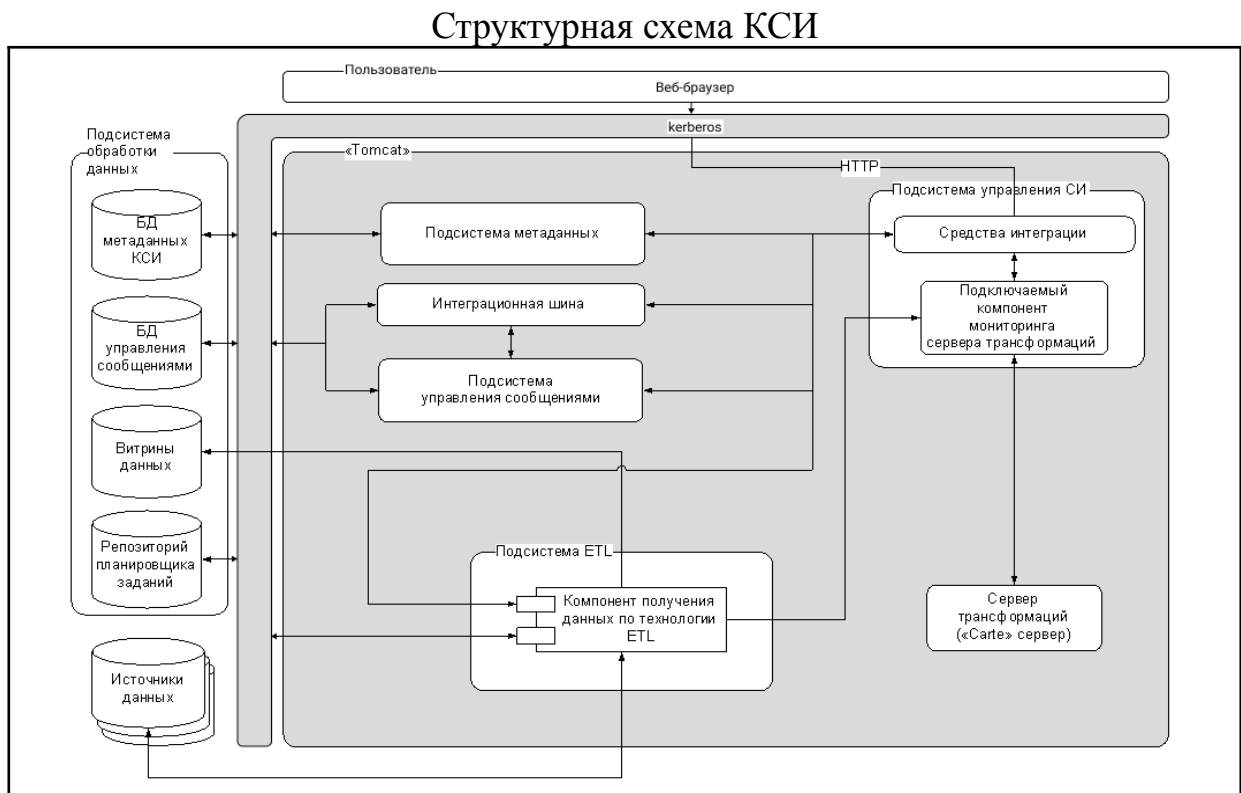 Структурная схема КСИ
Пользователь
Веб-браузер
kerberos
Подсистема
обработки
данных
«Tomcat»
HTTP
Подсистема управления СИ
БД
метаданных
КСИ
Подсистема метаданных
Средства интеграции
Интеграционная шина
Подключаемый
компонент
мониторинга
сервера трансформаций
БД
управления
сообщениями
Подсистема
управления сообщениями
Витрины
данных
Репозиторий
планировщика
заданий
Подсистема ETL
Компонент получения
данных по технологии
ETL
Сервер
трансформаций
(«Carte» сервер)
Источники
данных